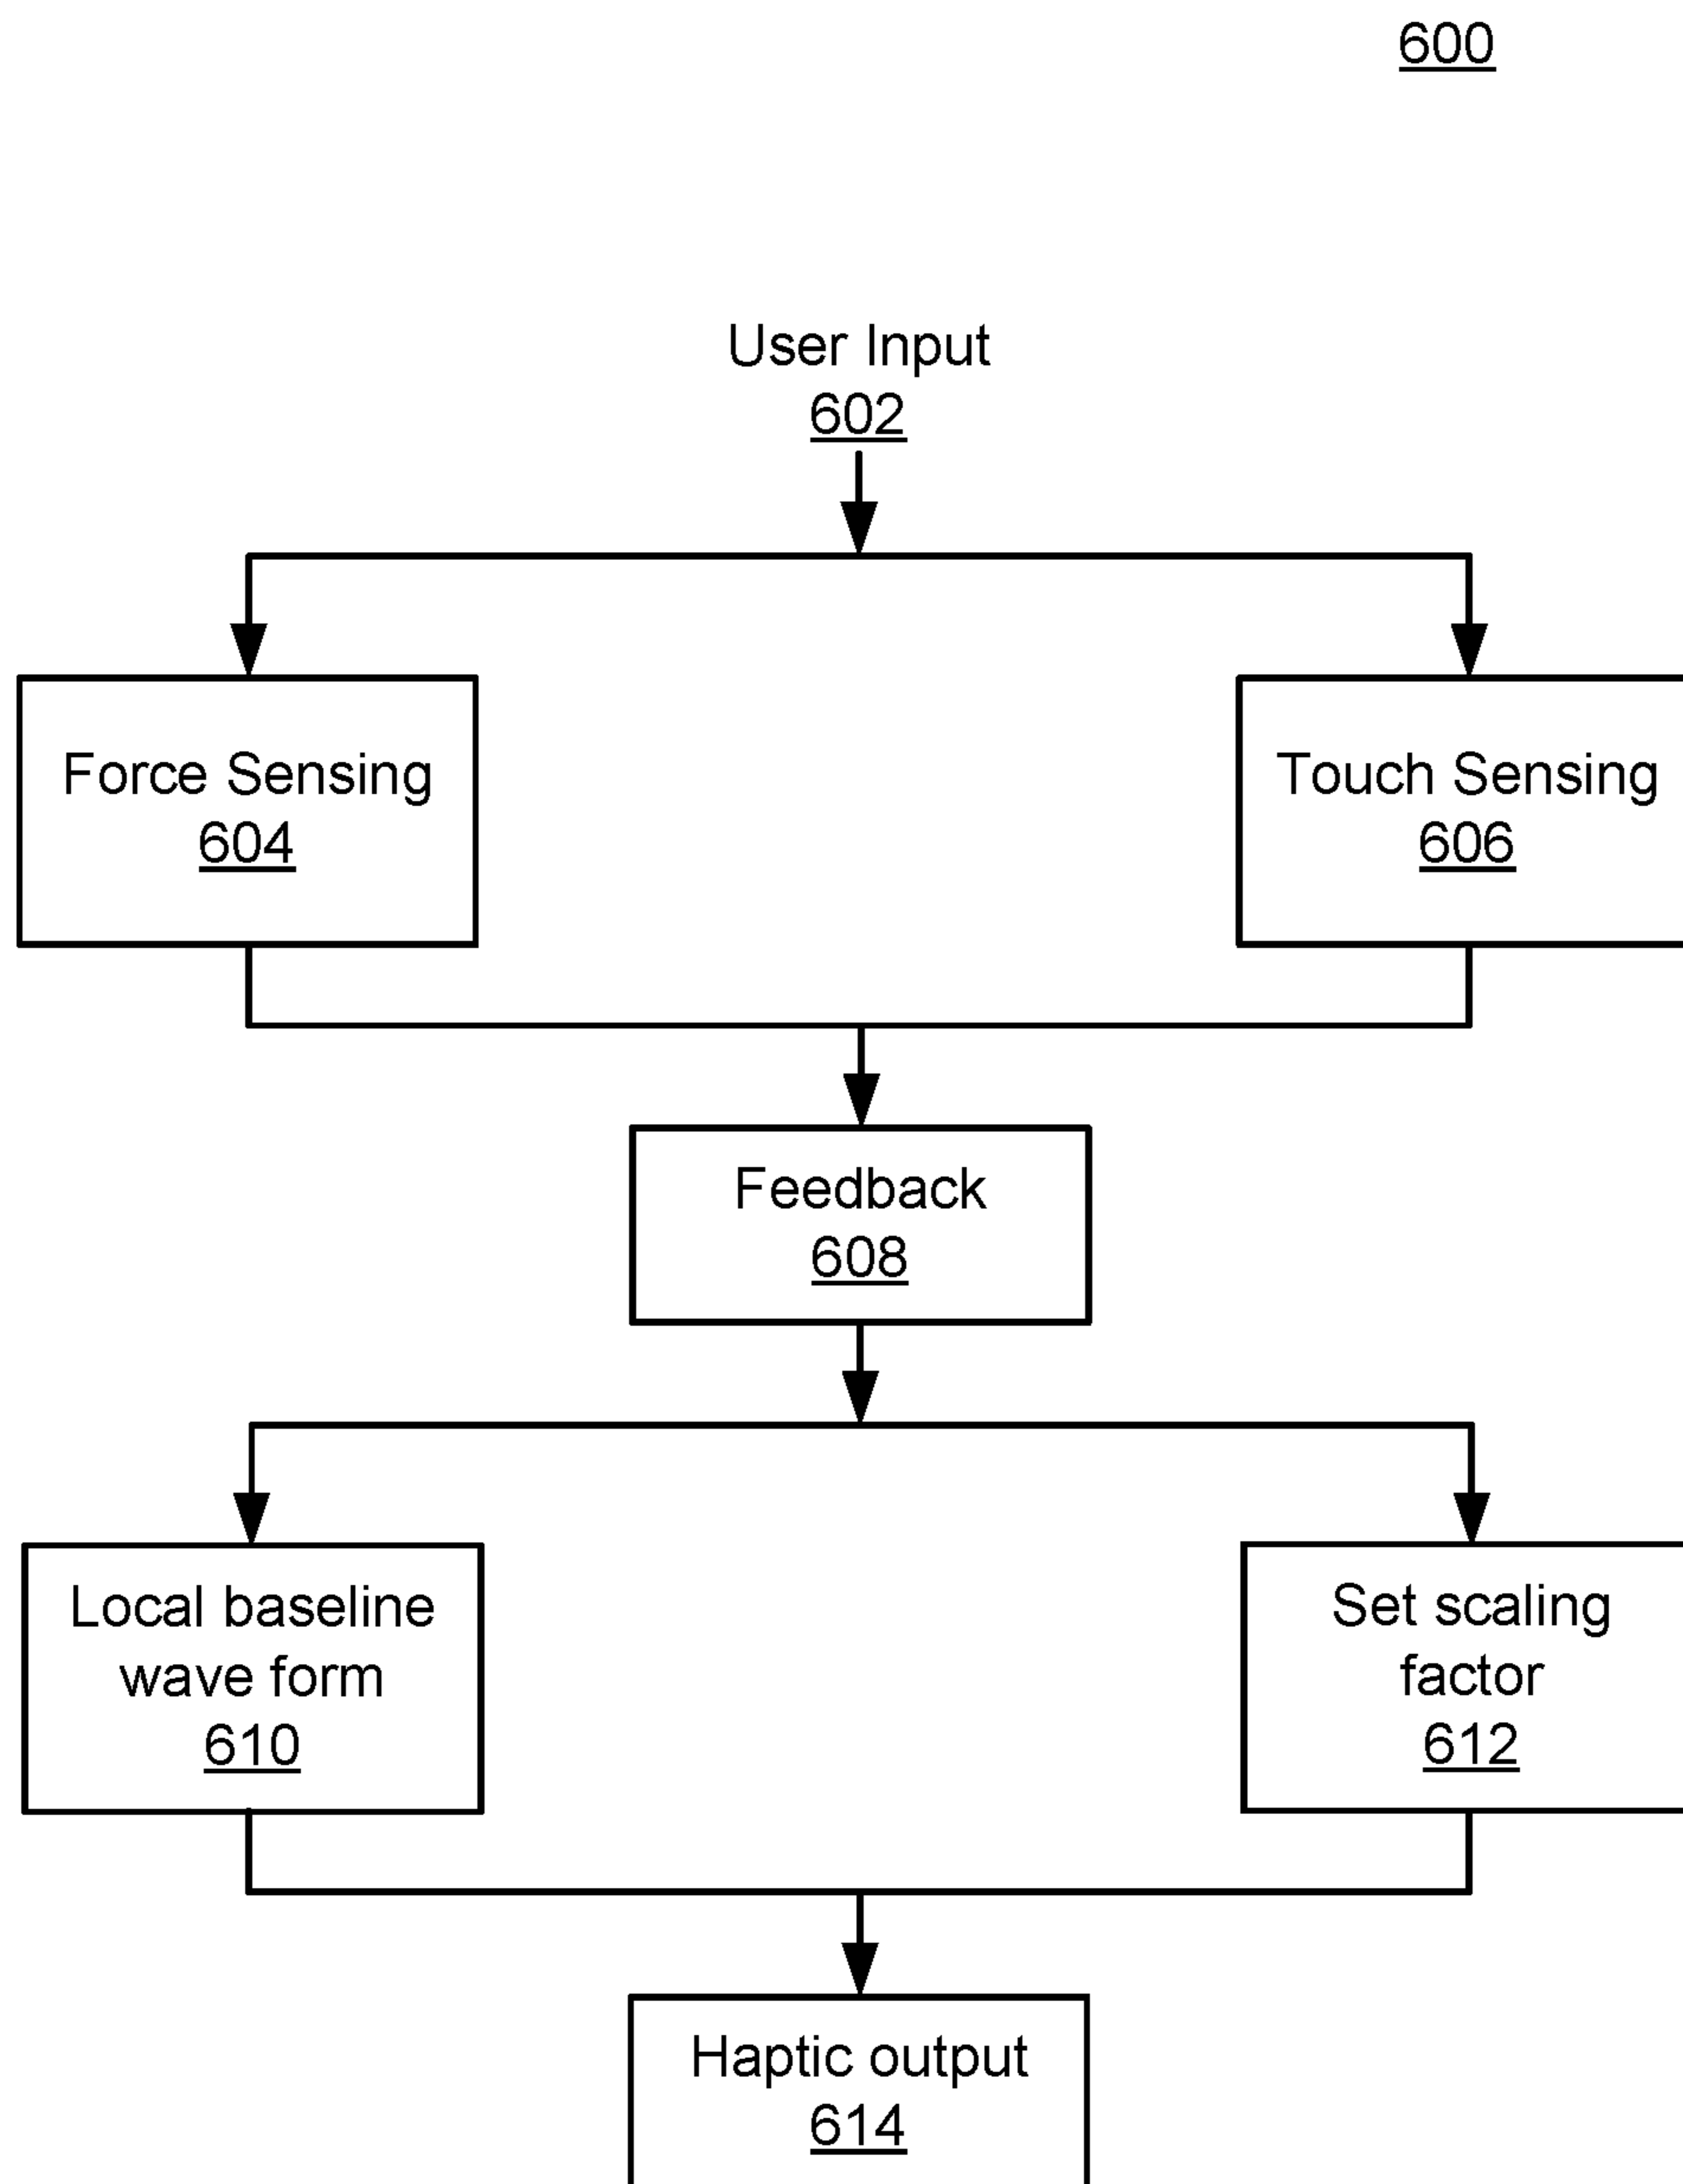 600
User Input
602
Force Sensing
604
Touch Sensing
606
Feedback
608
Local baseline
wave form
610
Set scaling
factor
612
Haptic output
614